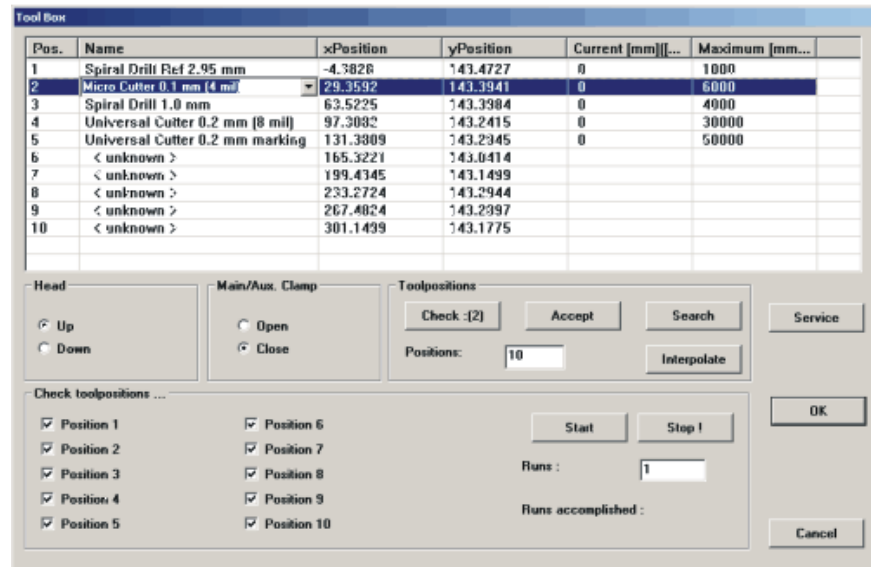 Tool Box
Pos. Name xPosition yPosition Current [mm]([... Maximum [mm...
1 Spiral Drill Ref 2.95 mm -4.3828 143.4727 0 1000
2 Micro Cutter 0.1 mm (4 mil) 29.3592 143.3941 0 6000
3 Spiral Drill 1.0 mm 63.5225 143.3984 0 4000
4 Universal Cutter 0.2 mm (8 mil) 97.3082 143.2415 0 30000
5 Universal Cutter 0.2 mm marking 131.3809 143.2345 0 50000
6 < unknown > 165.3221 143.0414
7 < unknown > 199.4345 143.1499
8 < unknown > 233.2724 143.2944
9 < unknown > 267.4824 143.2397
10 < unknown > 301.1499 143.1775
Head Main/Aux. Clamp Toolpositions
Up Open Check :(2) Accept Search Service
Down Close Positions: 10 Interpolate
Check toolpositions ...
OK
Position 1 Position 6 Start Stop !
Position 2 Position 7
Position 3 Position 8 Runs : 1
Position 4 Position 9
Runs accomplished :
Position 5 Position 10
Cancel